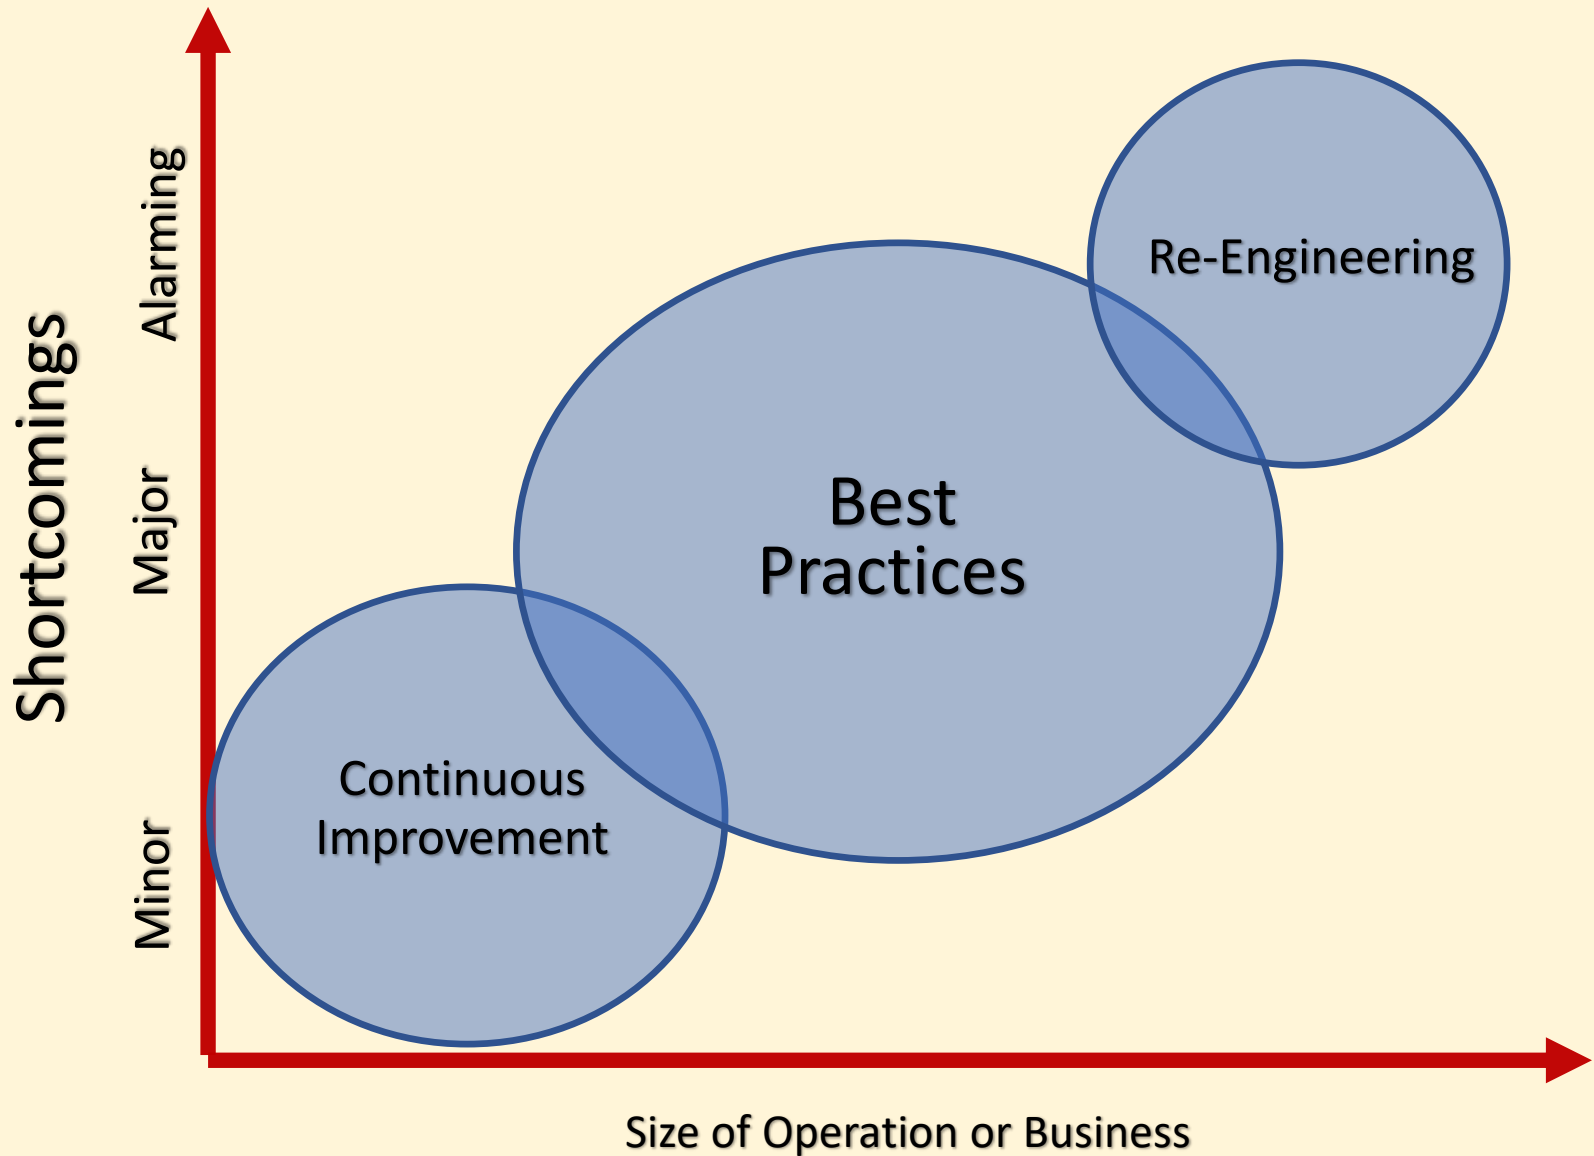 Shortcomings
Alarming
Major
Minor
Re-Engineering
Best
Practices
Continuous
Improvement
Size of Operation or Business